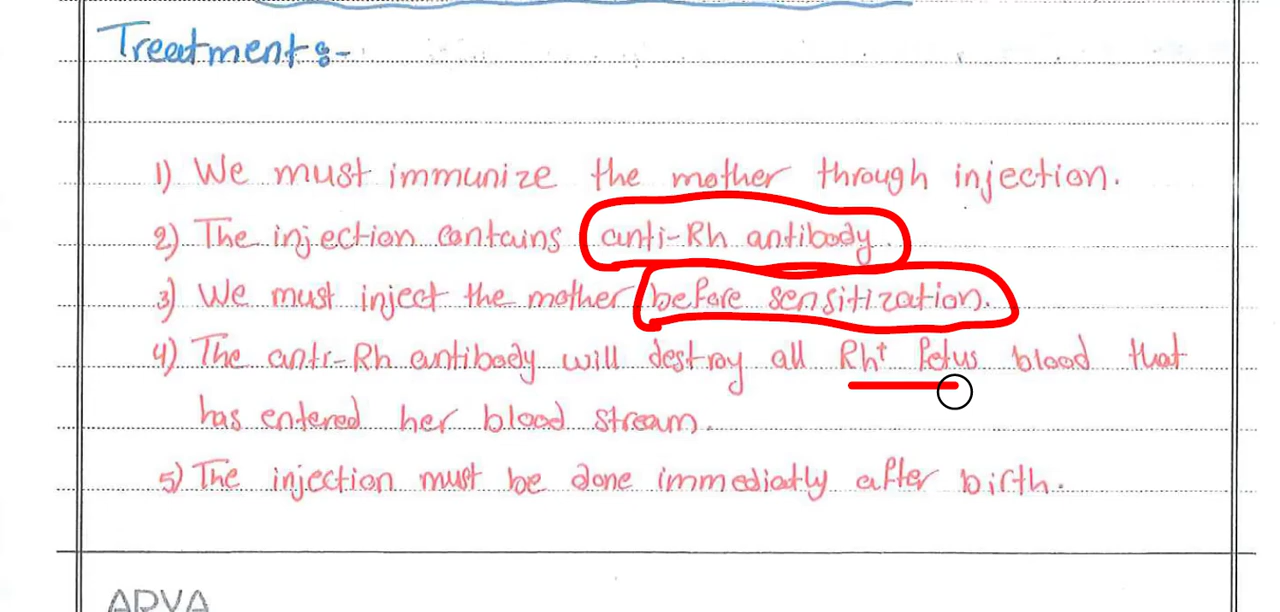 Treatment:-
1) We must immunize the mother through injection.
2) The injection contains anti-Rh antibody.
3) We must inject the mother before sensitization.
4) The anti-Rh antibody will destroy all Rh⁺ fetus blood that
has entered her blood stream.
5) The injection must be done immediatly after birth.
ARVA